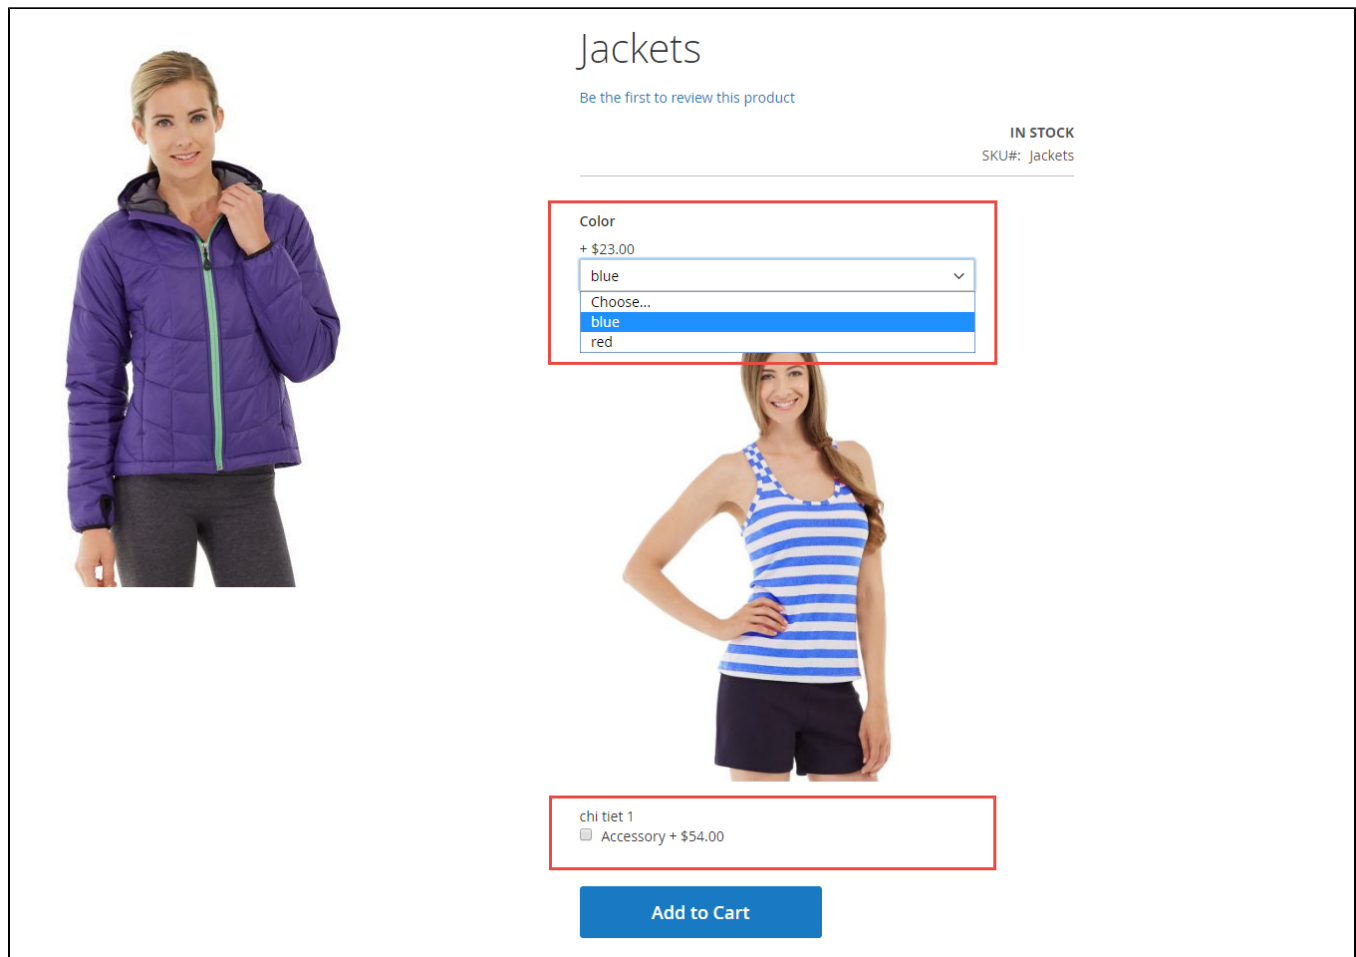 Jackets
Be the first to review this product
IN STOCK
SKU#: Jackets
Color
+ $23.00
blue
Choose...
blue
red
chi tiet 1
Accessory + $54.00
Add to Cart